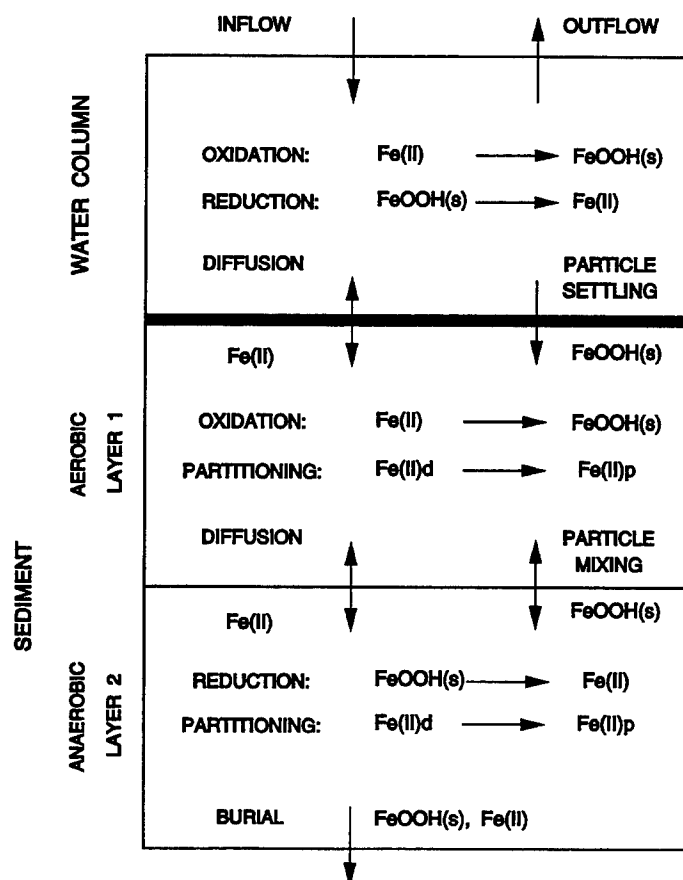 INFLOW OUTFLOW
WATER COLUMN
OXIDATION: Fe(II) FeOOH(s)
REDUCTION: FeOOH(s) Fe(II)
DIFFUSION PARTICLE
SETTLING
SEDIMENT
AEROBIC
LAYER 1
Fe(II) FeOOH(s)
OXIDATION: Fe(II) FeOOH(s)
PARTITIONING: Fe(II)d Fe(II)p
DIFFUSION PARTICLE
MIXING
ANAEROBIC
LAYER 2
Fe(II) FeOOH(s)
REDUCTION: FeOOH(s) Fe(II)
PARTITIONING: Fe(II)d Fe(II)p
BURIAL FeOOH(s), Fe(II)